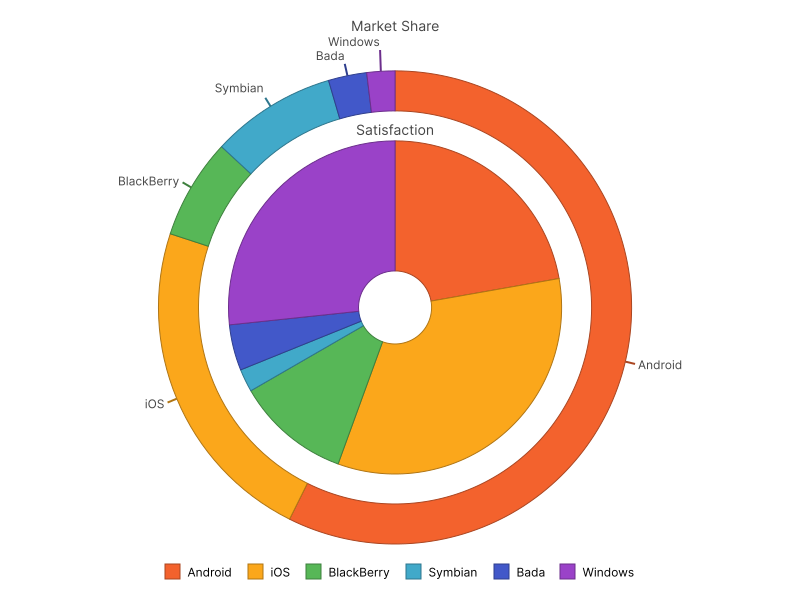 Market Share
Windows
Bada
Symbian
Satisfaction
BlackBerry
Android
iOS
Android iOS BlackBerry Symbian Bada Windows